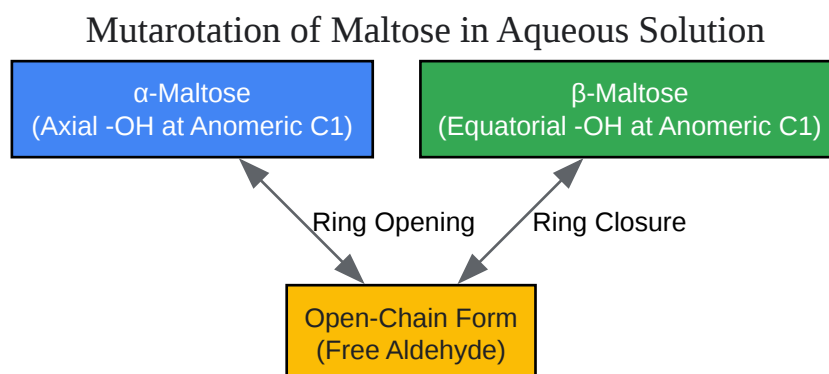 Mutarotation of Maltose in Aqueous Solution
α-Maltose
(Axial -OH at Anomeric C1)
β-Maltose
(Equatorial -OH at Anomeric C1)
Ring Opening
Ring Closure
Open-Chain Form
(Free Aldehyde)